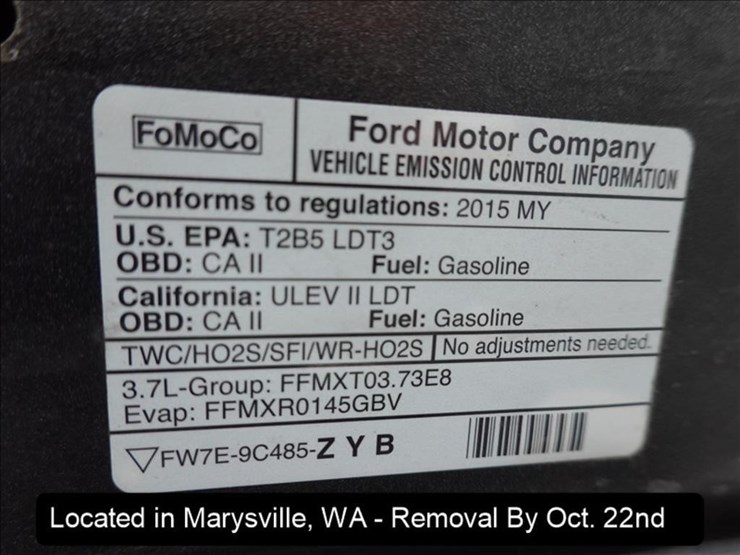 FoMoCo
Ford Motor Company
VEHICLE EMISSION CONTROL INFORMATION
Conforms to regulations: 2015 MY
U.S. EPA: T2B5 LDT3
OBD: CA II Fuel: Gasoline
California: ULEV II LDT
OBD: CA II Fuel: Gasoline
TWC/HO2S/SFI/WR-HO2S No adjustments needed.
3.7L-Group: FFMXT03.73E8
Evap: FFMXR0145GBV
FW7E-9C485-Z Y B
Located in Marysville, WA - Removal By Oct. 22nd